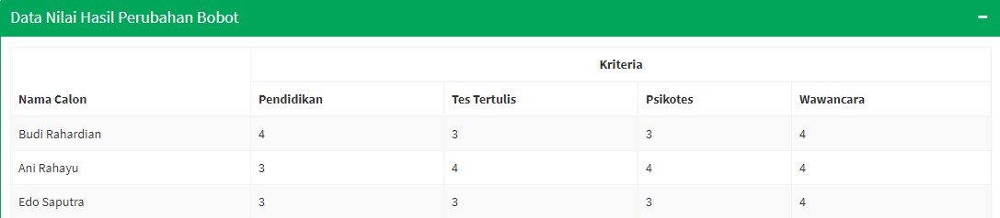 Data Nilai Hasil Perubahan Bobot
Kriteria
Nama Calon Pendidikan Tes Tertulis Psikotes Wawancara
Budi Rahardian 4 3 3 4
Ani Rahayu 3 4 4 4
Edo Saputra 3 3 3 4